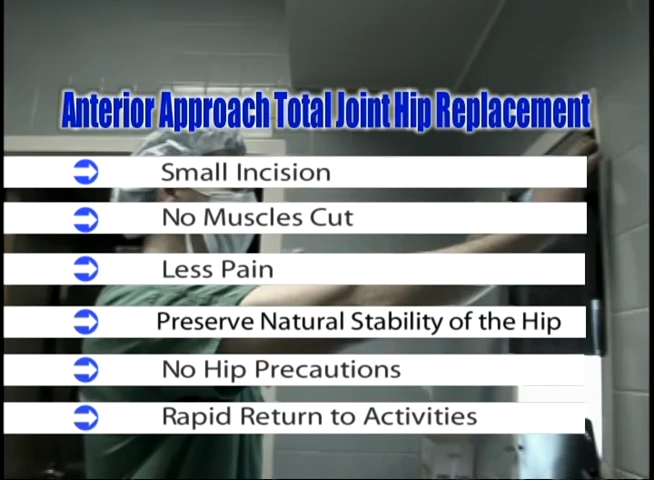 Anterior Approach Total Joint Hip Replacement
Small Incision
No Muscles Cut
Less Pain
Preserve Natural Stability of the Hip
No Hip Precautions
Rapid Return to Activities